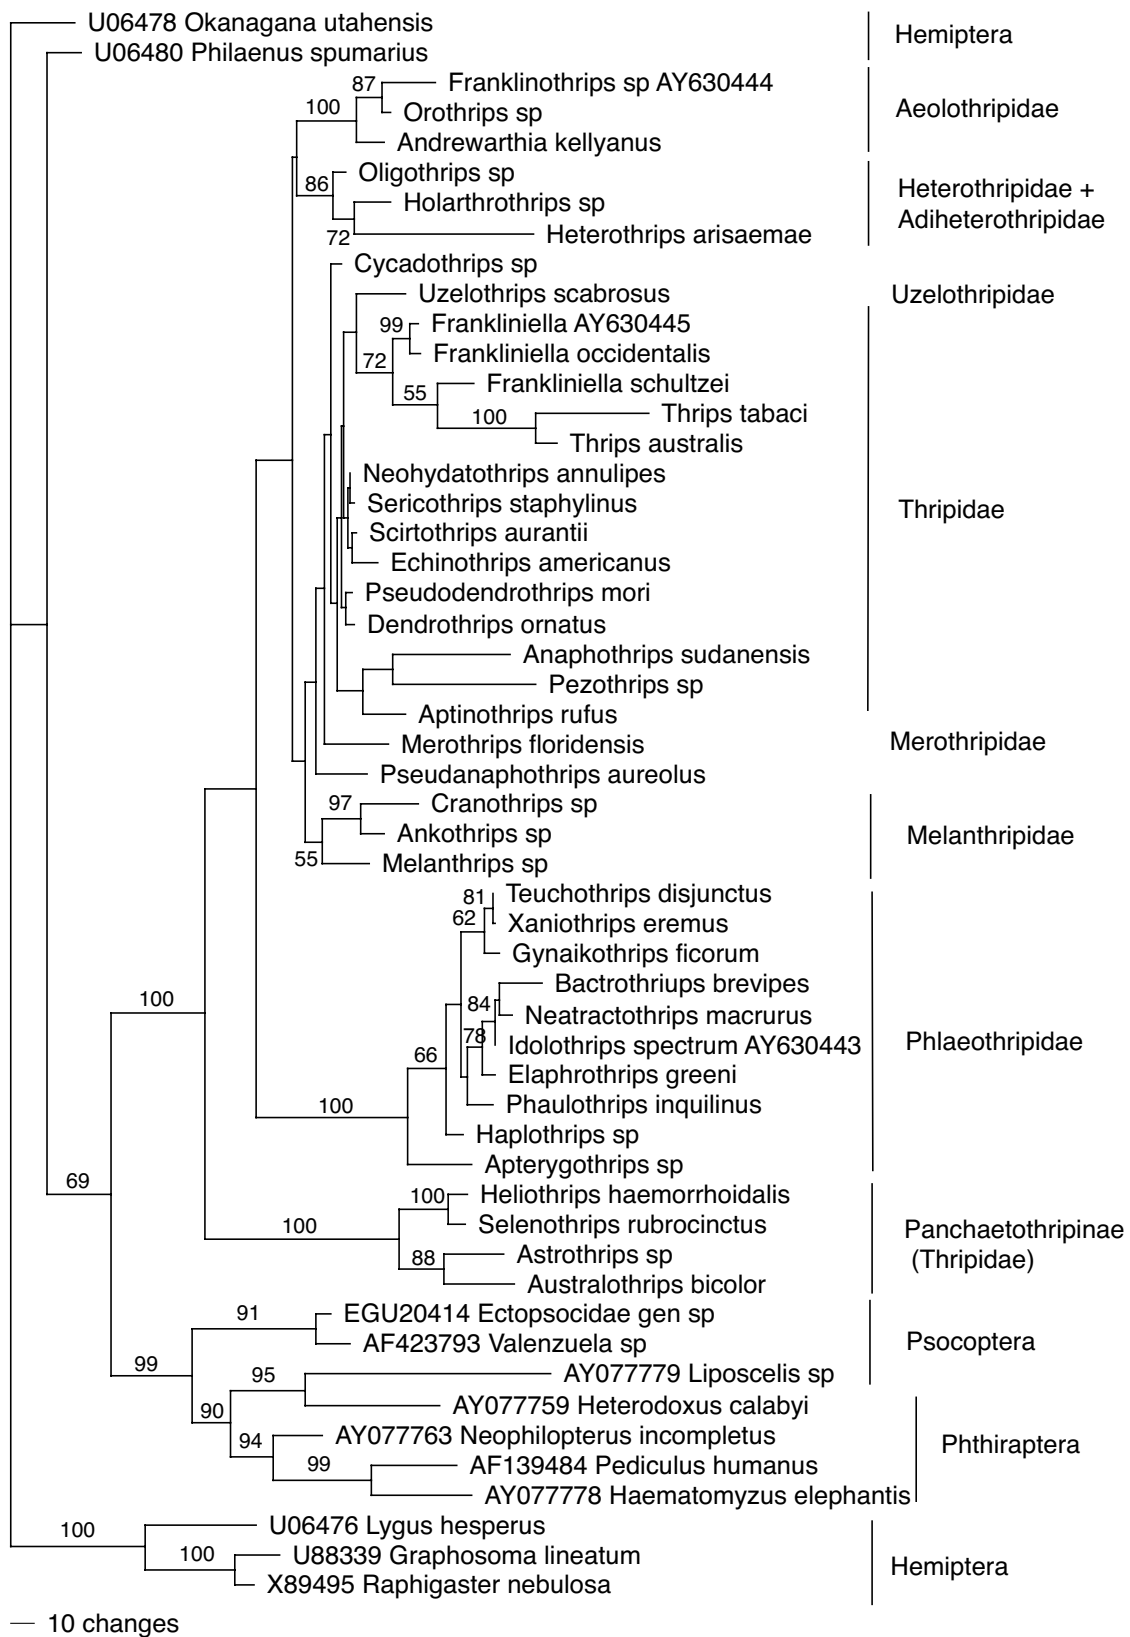 U06478 Okanagana utahensis
U06480 Philaenus spumarius
Hemiptera
87
Franklinothrips sp AY630444
100
Orothrips sp
Aeolothripidae
Andrewarthia kellyanus
Oligothrips sp
86
Holarthrothrips sp
Heterothripidae +
Adiheterothripidae
72
Heterothrips arisaemae
Cycadothrips sp
Uzelothrips scabrosus
Uzelothripidae
99
Frankliniella AY630445
72
Frankliniella occidentalis
55
Frankliniella schultzei
100
Thrips tabaci
Thrips australis
Neohydatothrips annulipes
Sericothrips staphylinus
Thripidae
Scirtothrips aurantii
Echinothrips americanus
Pseudodendrothrips mori
Dendrothrips ornatus
Anaphothrips sudanensis
Pezothrips sp
Aptinothrips rufus
Merothrips floridensis
Merothripidae
Pseudanaphothrips aureolus
97
Cranothrips sp
Ankothrips sp
Melanthripidae
55
Melanthrips sp
81
Teuchothrips disjunctus
62
Xaniothrips eremus
Gynaikothrips ficorum
Bactrothriups brevipes
84
Neatractothrips macrurus
78
Idolothrips spectrum AY630443
Phlaeothripidae
66
Elaphrothrips greeni
100
Phaulothrips inquilinus
Haplothrips sp
Apterygothrips sp
100
69
100
Heliothrips haemorrhoidalis
100
Selenothrips rubrocinctus
Panchaetothripinae
(Thripidae)
88
Astrothrips sp
Australothrips bicolor
91
EGU20414 Ectopsocidae gen sp
AF423793 Valenzuela sp
Psocoptera
99
95
AY077779 Liposcelis sp
90
AY077759 Heterodoxus calabyi
94
AY077763 Neophilopterus incompletus
Phthiraptera
99
AF139484 Pediculus humanus
AY077778 Haematomyzus elephantis
100
U06476 Lygus hesperus
100
U88339 Graphosoma lineatum
Hemiptera
X89495 Raphigaster nebulosa
10 changes